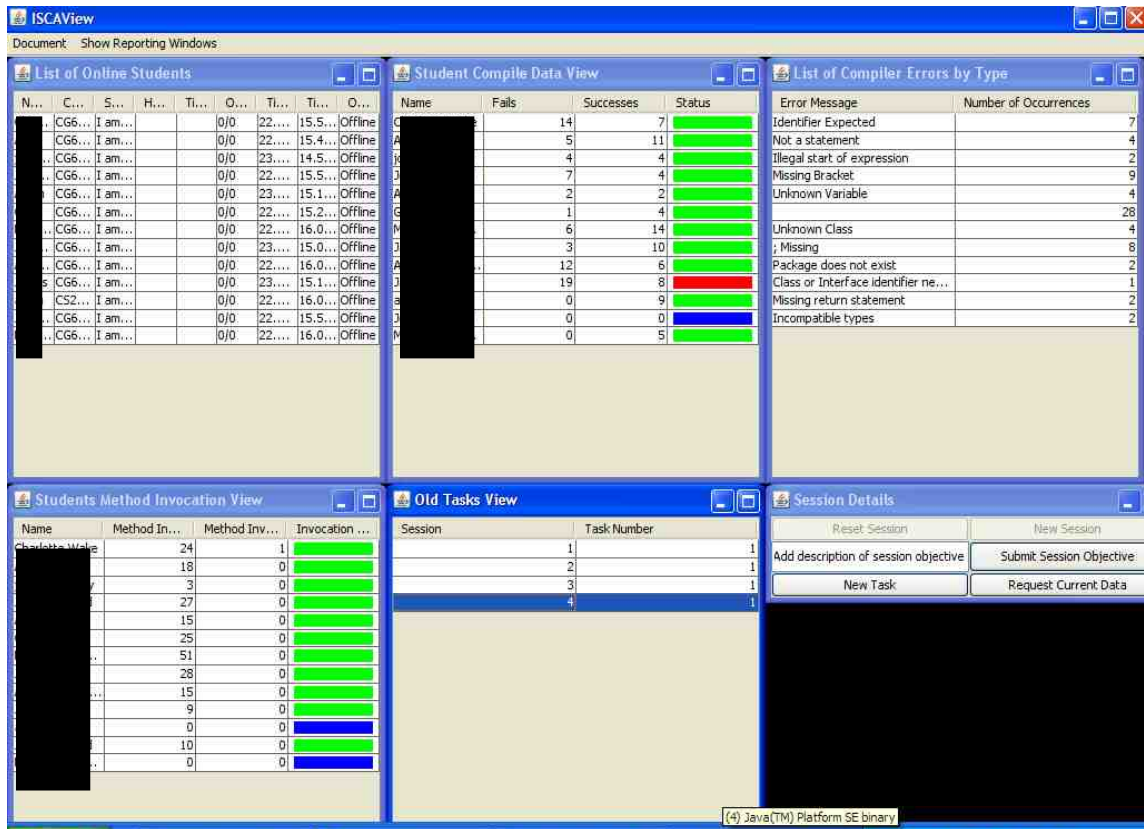 ISCAView
Document Show Reporting Windows
List of Online Students
N... C... S... H... Ti... O... Ti... Ti... O...
CG6... I am... 0/0 22.... 15.5... Offline
CG6... I am... 0/0 22.... 15.4... Offline
CG6... I am... 0/0 23.... 14.5... Offline
CG6... I am... 0/0 22.... 15.5... Offline
CG6... I am... 0/0 23.... 15.1... Offline
CG6... I am... 0/0 22.... 15.2... Offline
CG6... I am... 0/0 22.... 16.0... Offline
CG6... I am... 0/0 23.... 15.0... Offline
CG6... I am... 0/0 22.... 16.0... Offline
CG6... I am... 0/0 23.... 15.1... Offline
CS2... I am... 0/0 22.... 16.0... Offline
CG6... I am... 0/0 22.... 15.5... Offline
CG6... I am... 0/0 22.... 16.0... Offline
Student Compile Data View
Name Fails Successes Status
14 7
5 11
4 4
7 4
2 2
1 4
6 14
3 10
12 6
19 8
0 9
0 0
0 5
List of Compiler Errors by Type
Error Message Number of Occurrences
Identifier Expected 7
Not a statement 4
Illegal start of expression 2
Missing Bracket 9
Unknown Variable 4
28
Unknown Class 4
; Missing 8
Package does not exist 2
Class or Interface identifier ne... 1
Missing return statement 2
Incompatible types 2
Students Method Invocation View
Name Method In... Method Inv... Invocation ...
24 1
18 0
3 0
27 0
15 0
25 0
51 0
28 0
15 0
9 0
0 0
10 0
0 0
Old Tasks View
Session Task Number
1 1
2 1
3 1
4 1
Session Details
Reset Session New Session
Add description of session objective Submit Session Objective
New Task Request Current Data
(4) Java(TM) Platform SE binary